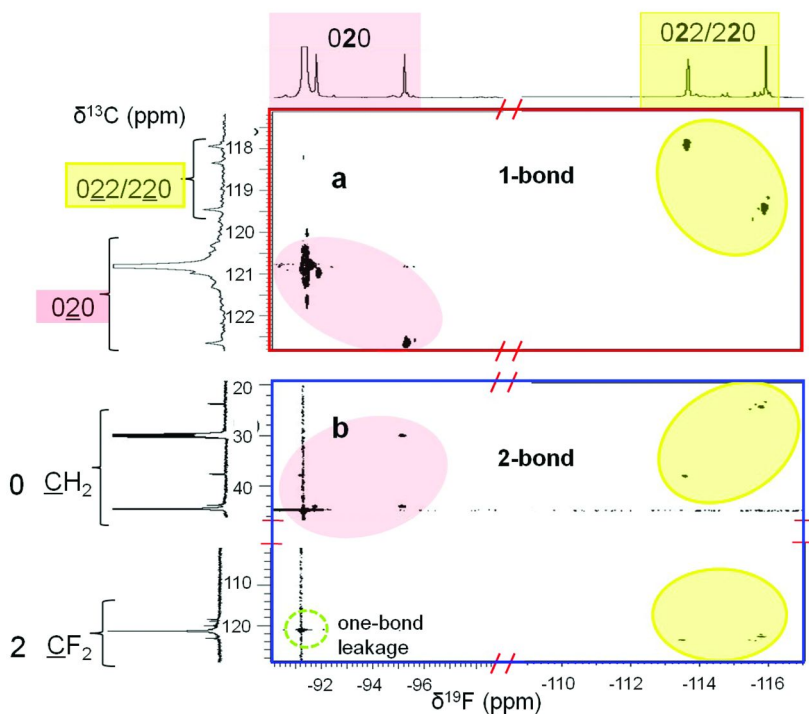 020
022/220
δ¹³C (ppm)
118
119
120
121
122
022/220
020
a
1-bond
20
30
40
110
120
b
2-bond
0 CH₂
2 CF₂
one-bond
leakage
-92 -94 -96 -110 -112 -114 -116
δ¹⁹F (ppm)